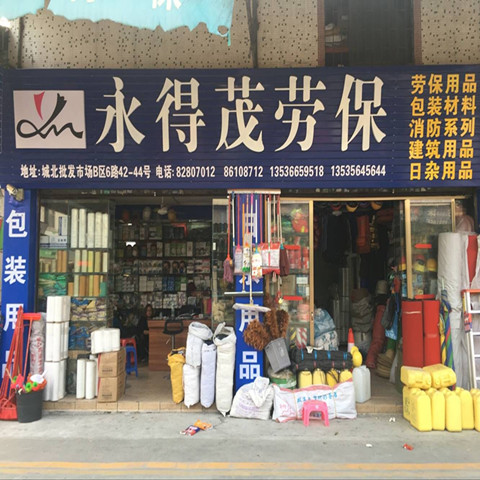 永得茂劳保
地址:城北批发市场B区6路42-44号 电话:82807012 86108712 13536659518 13535645644
劳保用品
包装材料
消防系列
建筑用品
日杂用品
包装用品
用品